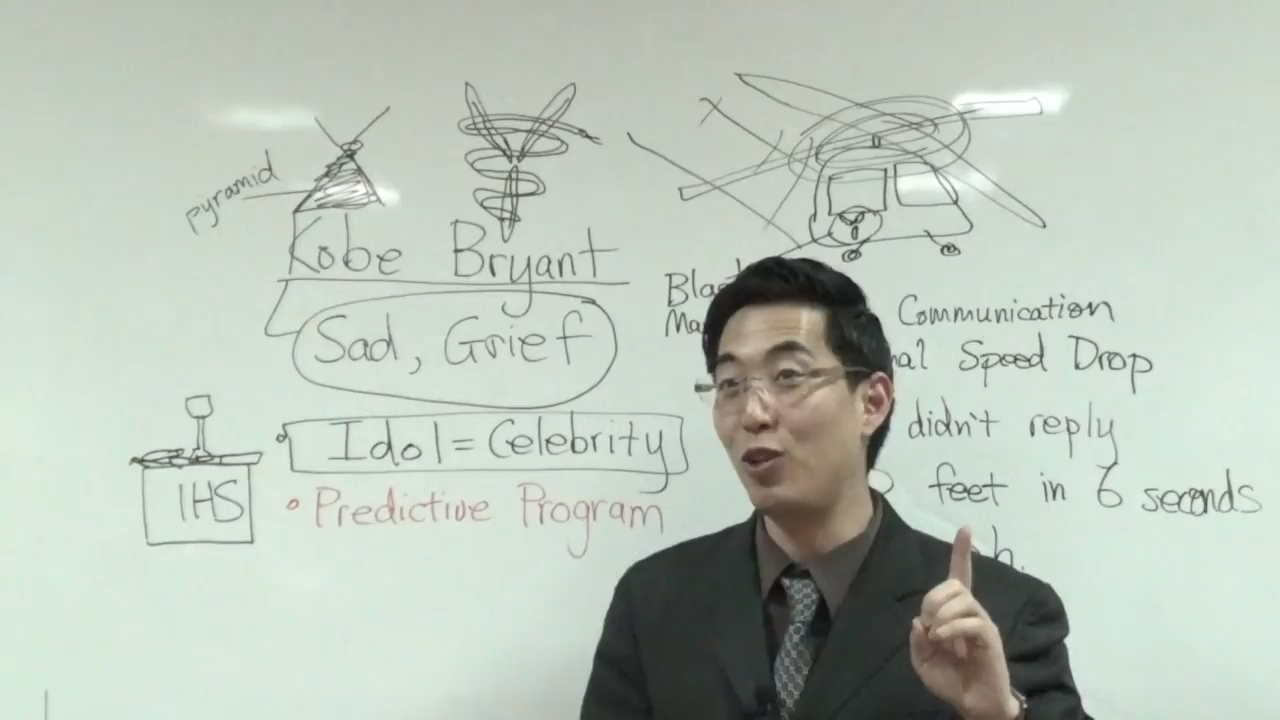 pyramid
Kobe Bryant
Sad, Grief
Idol = Celebrity
IHS
Predictive Program
Communication
Speed Drop
didn't reply
feet in 6 seconds